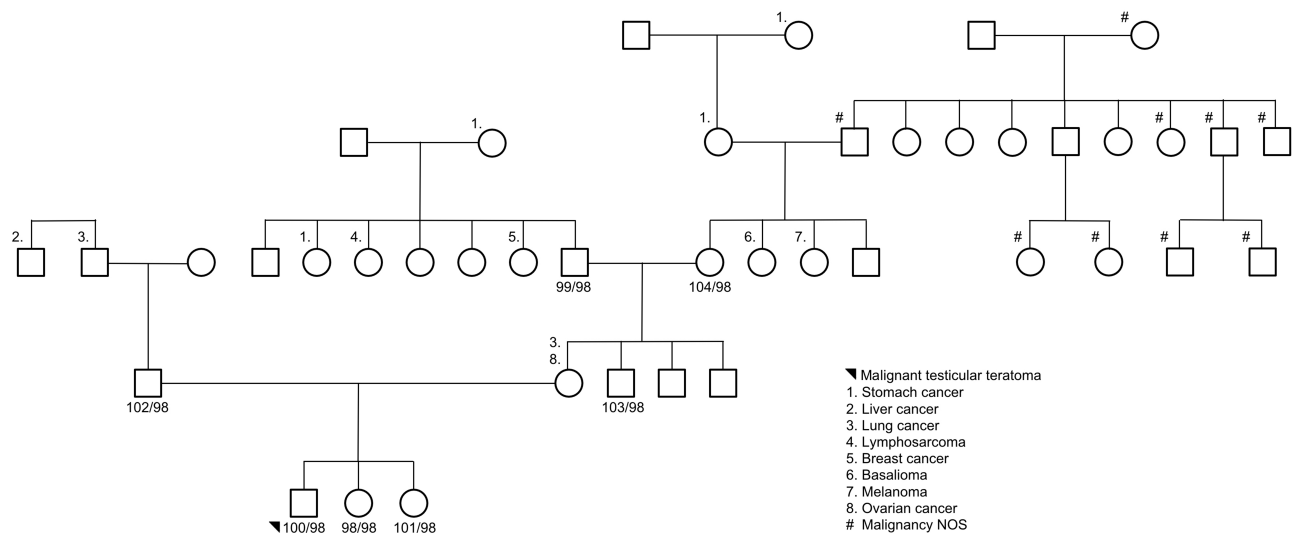 1. #
1. # # # #
1.
2. 3. 1. 4. 5. 6. 7. # # # #
99/98 104/98
3.
8.
102/98 103/98
100/98 98/98 101/98
Malignant testicular teratoma
1. Stomach cancer
2. Liver cancer
3. Lung cancer
4. Lymphosarcoma
5. Breast cancer
6. Basalioma
7. Melanoma
8. Ovarian cancer
# Malignancy NOS